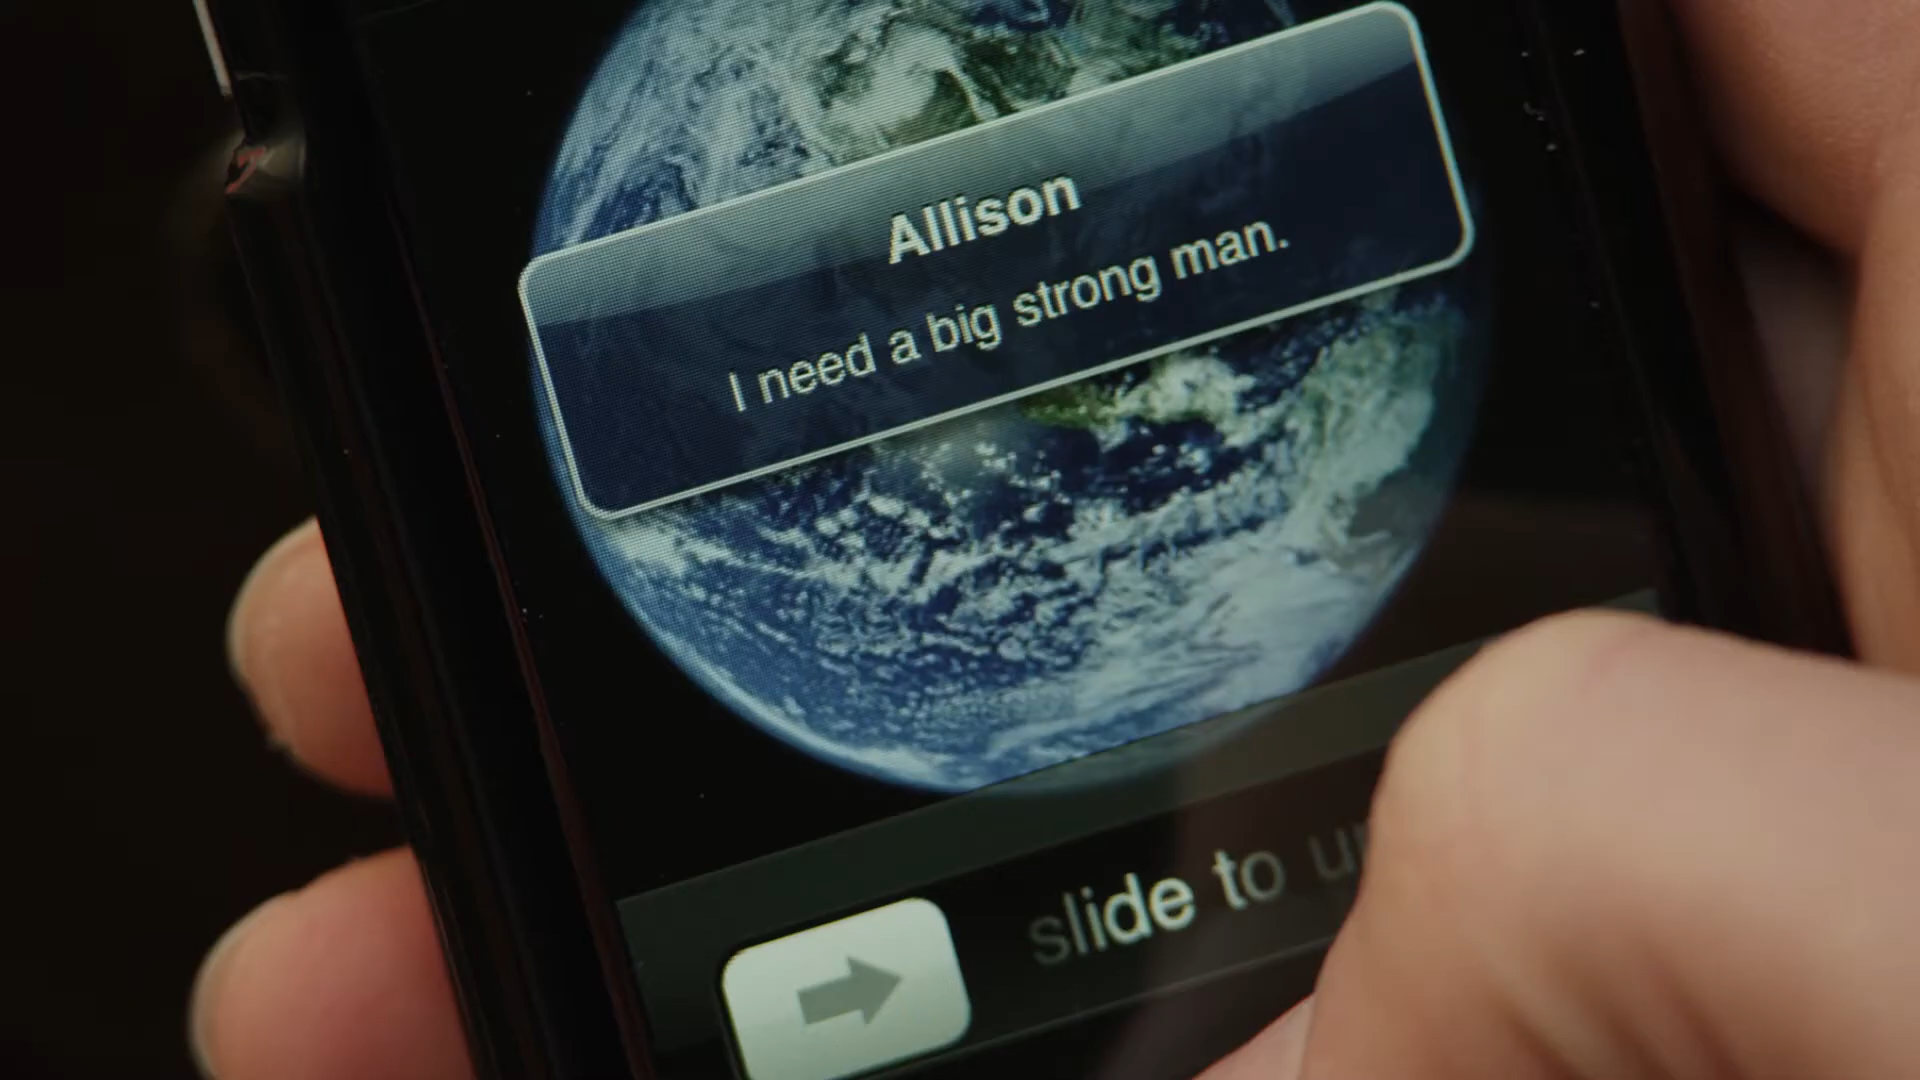 Allison
I need a big strong man.
slide to